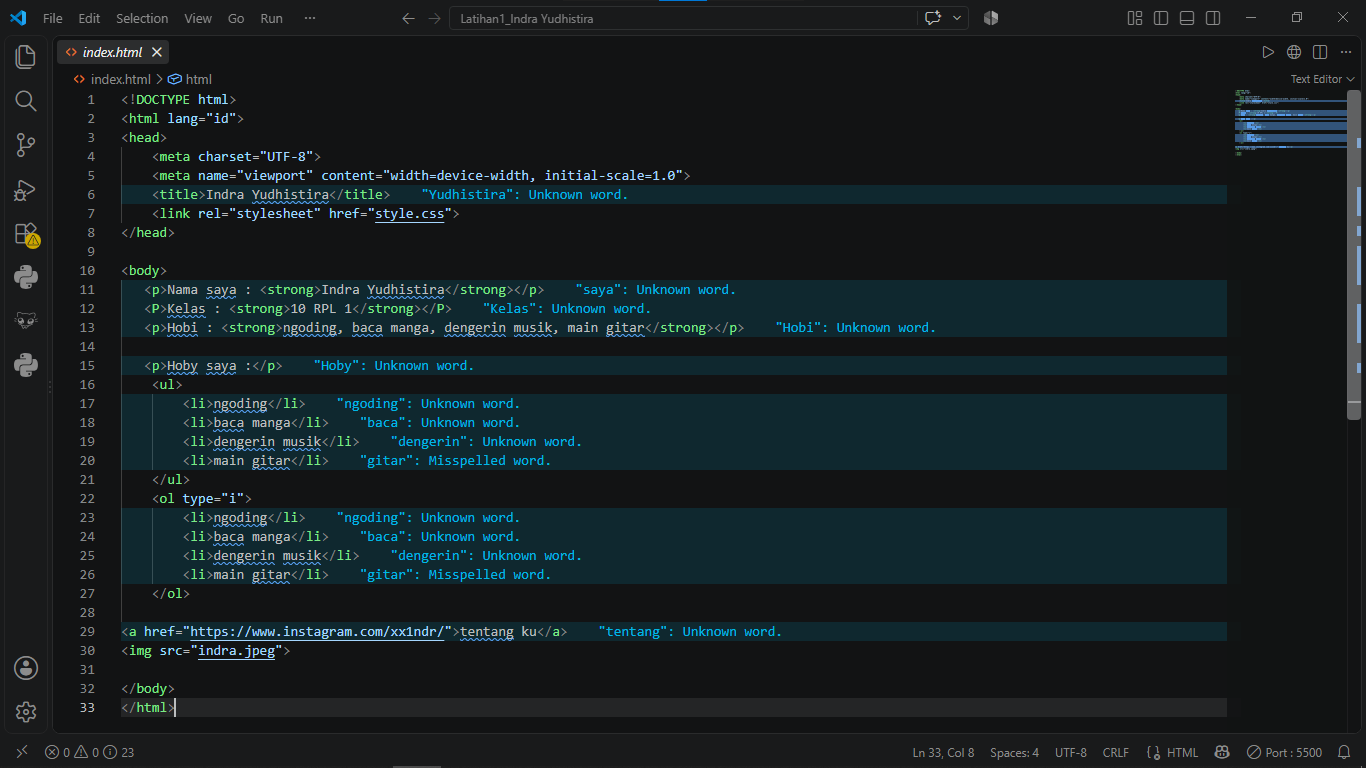 File Edit Selection View Go Run ···
Latihan1_Indra Yudhistira
index.html
index.html > html
Text Editor
1 <!DOCTYPE html>
2 <html lang="id">
3 <head>
4 <meta charset="UTF-8">
5 <meta name="viewport" content="width=device-width, initial-scale=1.0">
6 <title>Indra Yudhistira</title> "Yudhistira": Unknown word.
7 <link rel="stylesheet" href="style.css">
8 </head>
9
10 <body>
11 <p>Nama saya : <strong>Indra Yudhistira</strong></p> "saya": Unknown word.
12 <P>Kelas : <strong>10 RPL 1</strong></P> "Kelas": Unknown word.
13 <p>Hobi : <strong>ngoding, baca manga, dengerin musik, main gitar</strong></p> "Hobi": Unknown word.
14
15 <p>Hoby saya :</p> "Hoby": Unknown word.
16 <ul>
17 <li>ngoding</li> "ngoding": Unknown word.
18 <li>baca manga</li> "baca": Unknown word.
19 <li>dengerin musik</li> "dengerin": Unknown word.
20 <li>main gitar</li> "gitar": Misspelled word.
21 </ul>
22 <ol type="i">
23 <li>ngoding</li> "ngoding": Unknown word.
24 <li>baca manga</li> "baca": Unknown word.
25 <li>dengerin musik</li> "dengerin": Unknown word.
26 <li>main gitar</li> "gitar": Misspelled word.
27 </ol>
28
29 <a href="https://www.instagram.com/xx1ndr/">tentang ku</a> "tentang": Unknown word.
30 <img src="indra.jpeg">
31
32 </body>
33 </html>
0 0 23 Ln 33, Col 8 Spaces: 4 UTF-8 CRLF {} HTML Port : 5500